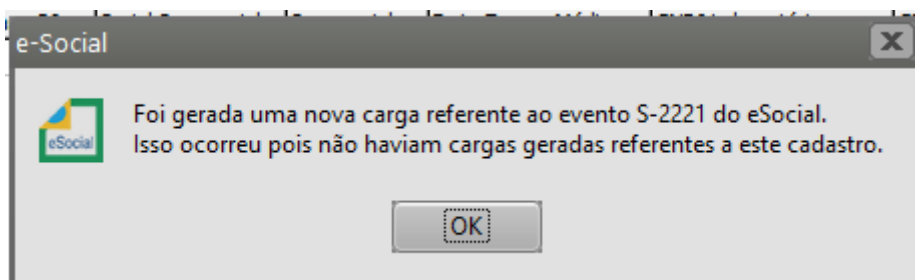 e-Social
Foi gerada uma nova carga referente ao evento S-2221 do eSocial.
eSocial
Isso ocorreu pois não haviam cargas geradas referentes a este cadastro.
OK